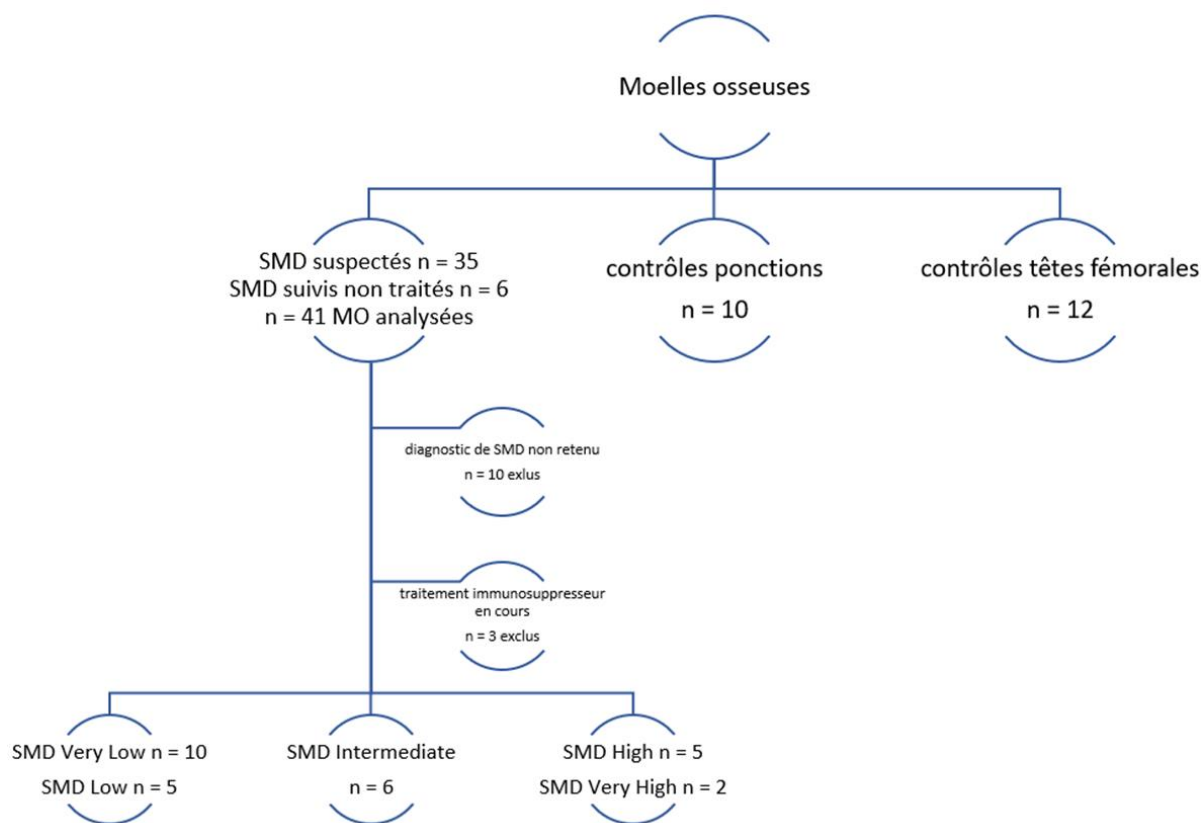 Moelles osseuses
SMD suspectés n = 35
SMD suivis non traités n = 6
n = 41 MO analysées
contrôles ponctions
n = 10
contrôles têtes fémorales
n = 12
diagnostic de SMD non retenu
n = 10 exlus
traitement immunosuppresseur
en cours
n = 3 exclus
SMD Very Low n = 10
SMD Low n = 5
SMD Intermediate
n = 6
SMD High n = 5
SMD Very High n = 2